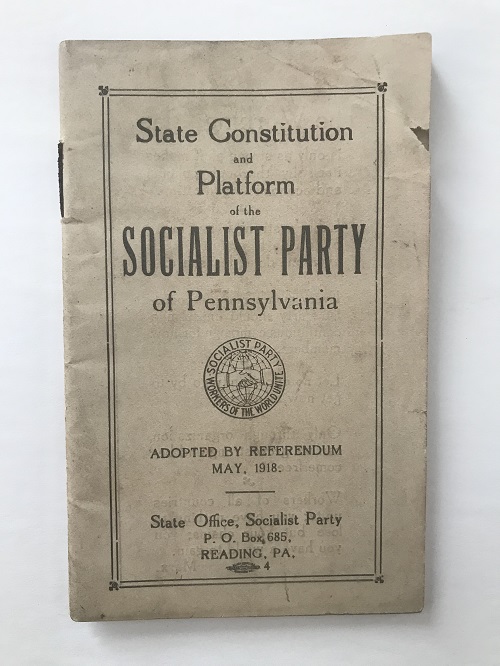 State Constitution
and
Platform
of the
SOCIALIST PARTY
of Pennsylvania
SOCIALIST PARTY
WORKERS OF THE WORLD UNITE
ADOPTED BY REFERENDUM
MAY, 1918.
State Office, Socialist Party
P. O. Box 685,
READING, PA.
4